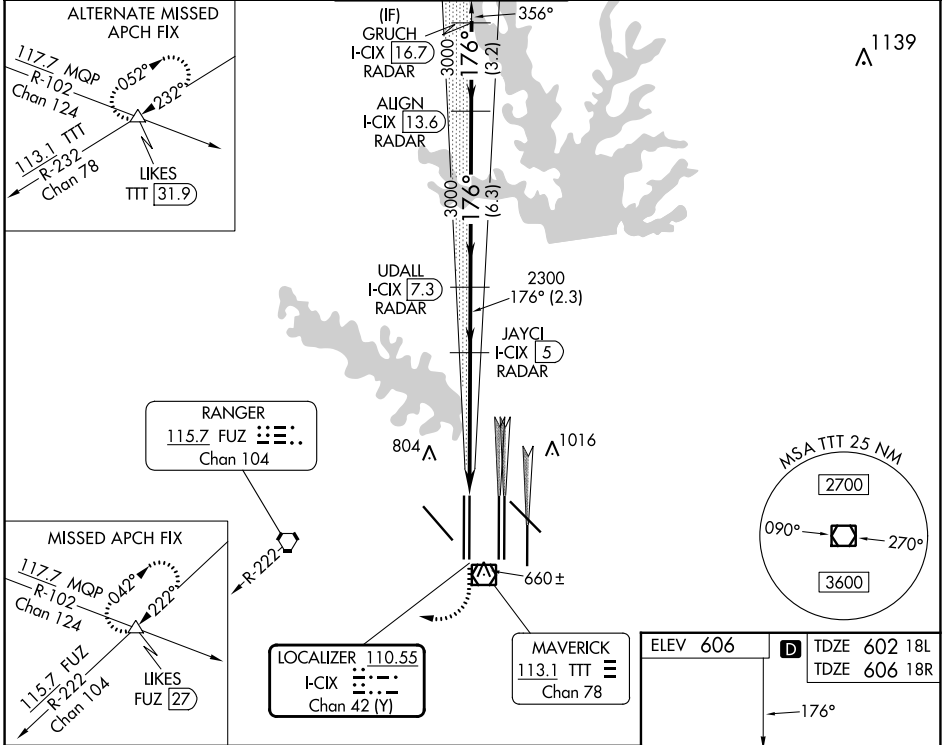 ALTERNATE MISSED
APCH FIX
117.7 MQP
R-102
Chan 124
052°
232°
113.1 TTT
R-232
Chan 78
LIKES
TTT 31.9
(IF)
GRUCH
I-CIX 16.7
RADAR
356°
3000
176°
(3.2)
1139
ALIGN
I-CIX 13.6
RADAR
3000
176°
(6.3)
UDALL
I-CIX 7.3
RADAR
2300
176° (2.3)
JAYCI
I-CIX 5
RADAR
RANGER
115.7 FUZ
Chan 104
804
1016
R-222
MSA TTT 25 NM
2700
090°
270°
3600
MISSED APCH FIX
117.7 MQP
R-102
Chan 124
042°
222°
115.7 FUZ
R-222
Chan 104
LIKES
FUZ 27
660 ±
LOCALIZER 110.55
I-CIX
Chan 42 (Y)
MAVERICK
113.1 TTT
Chan 78
ELEV 606
D
TDZE 602 18L
TDZE 606 18R
176°